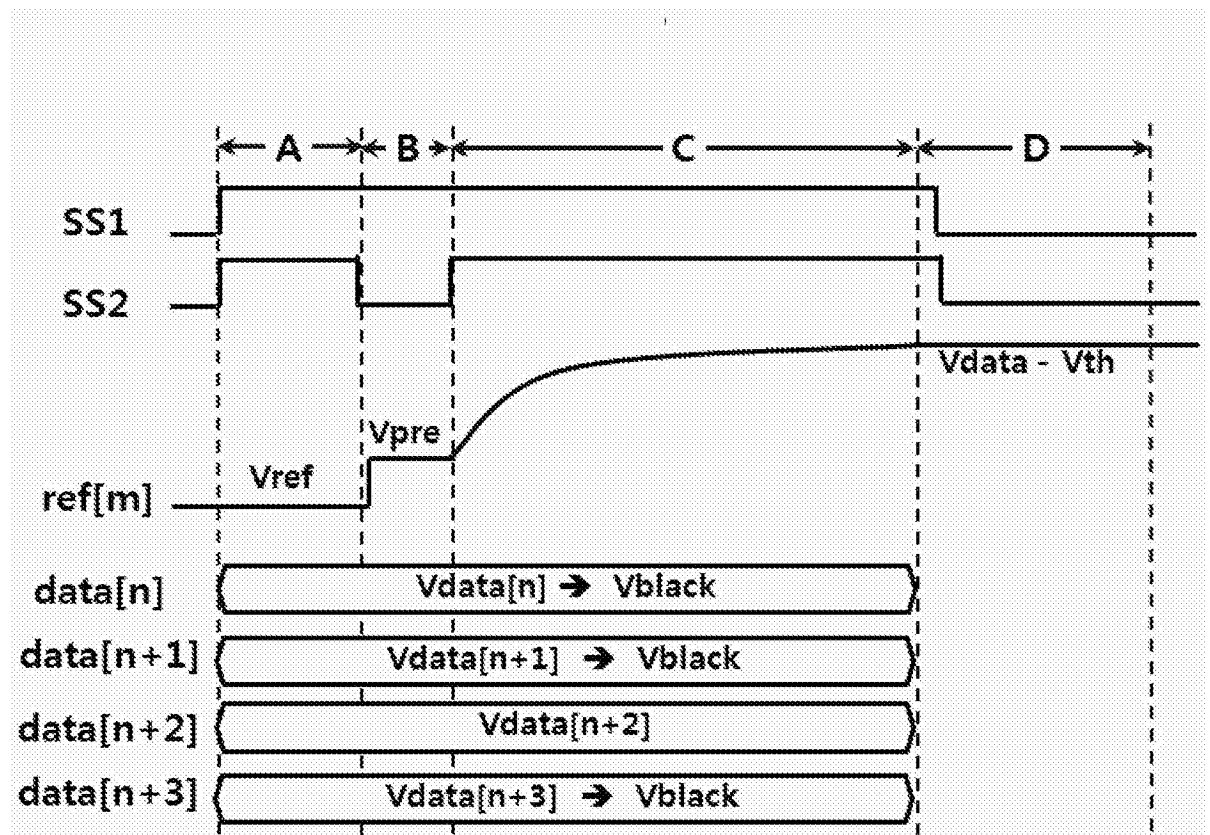 A B C D
SS1
SS2
Vdata - Vth
Vpre
Vref
ref[m]
data[n] Vdata[n] ➔ Vblack
data[n+1] Vdata[n+1] ➔ Vblack
data[n+2] Vdata[n+2]
data[n+3] Vdata[n+3] ➔ Vblack